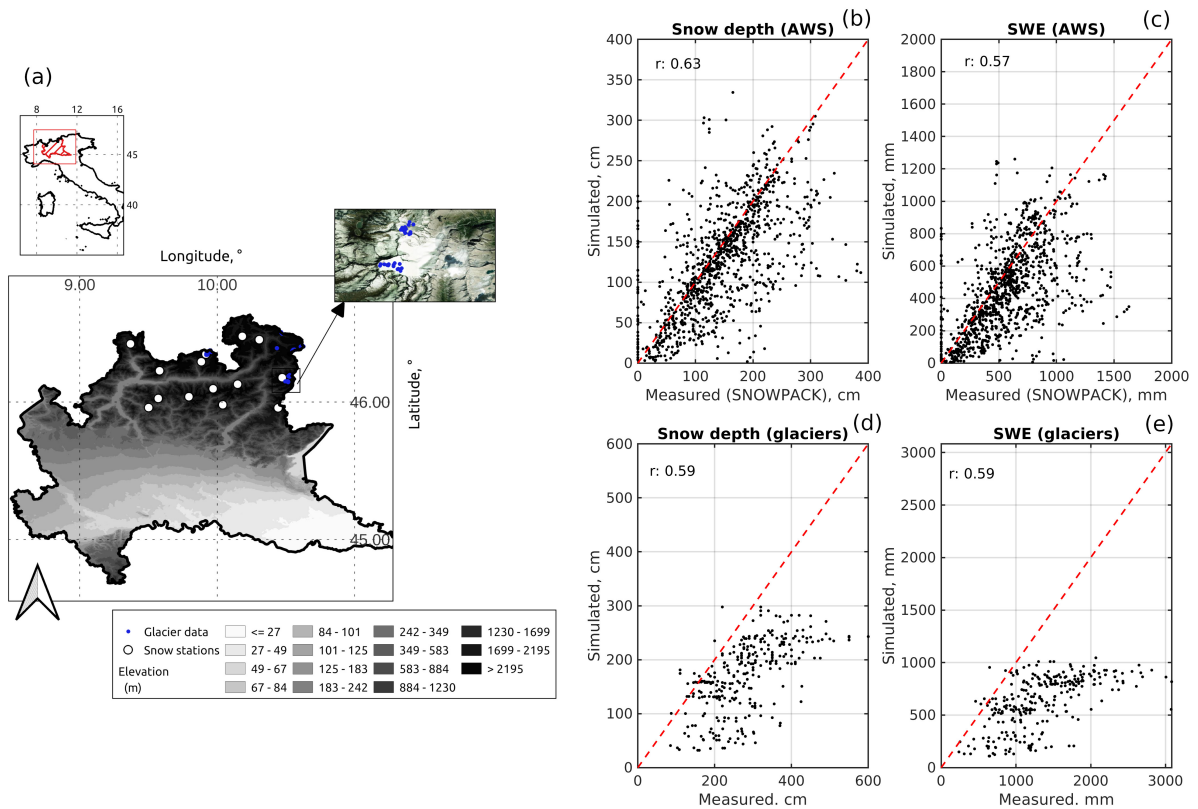 (a)
8 12 16
45
40
Longitude,°
9.00 10.00
46.00
45.00
Latitude,°
Glacier data
Snow stations
Elevation
(m)
<= 27
27 - 49
49 - 67
67 - 84
84 - 101
101 - 125
125 - 183
183 - 242
242 - 349
349 - 583
583 - 884
884 - 1230
1230 - 1699
1699 - 2195
> 2195
(b)
Snow depth (AWS)
r: 0.63
400
350
300
250
200
150
100
50
0
Simulated, cm
0 100 200 300 400
Measured (SNOWPACK), cm
(c)
SWE (AWS)
r: 0.57
2000
1800
1600
1400
1200
1000
800
600
400
200
0
Simulated, mm
0 500 1000 1500 2000
Measured (SNOWPACK), mm
(d)
Snow depth (glaciers)
r: 0.59
600
500
400
300
200
100
0
Simulated, cm
0 200 400 600
Measured, cm
(e)
SWE (glaciers)
r: 0.59
3000
2500
2000
1500
1000
500
0
Simulated, mm
0 1000 2000 3000
Measured, mm